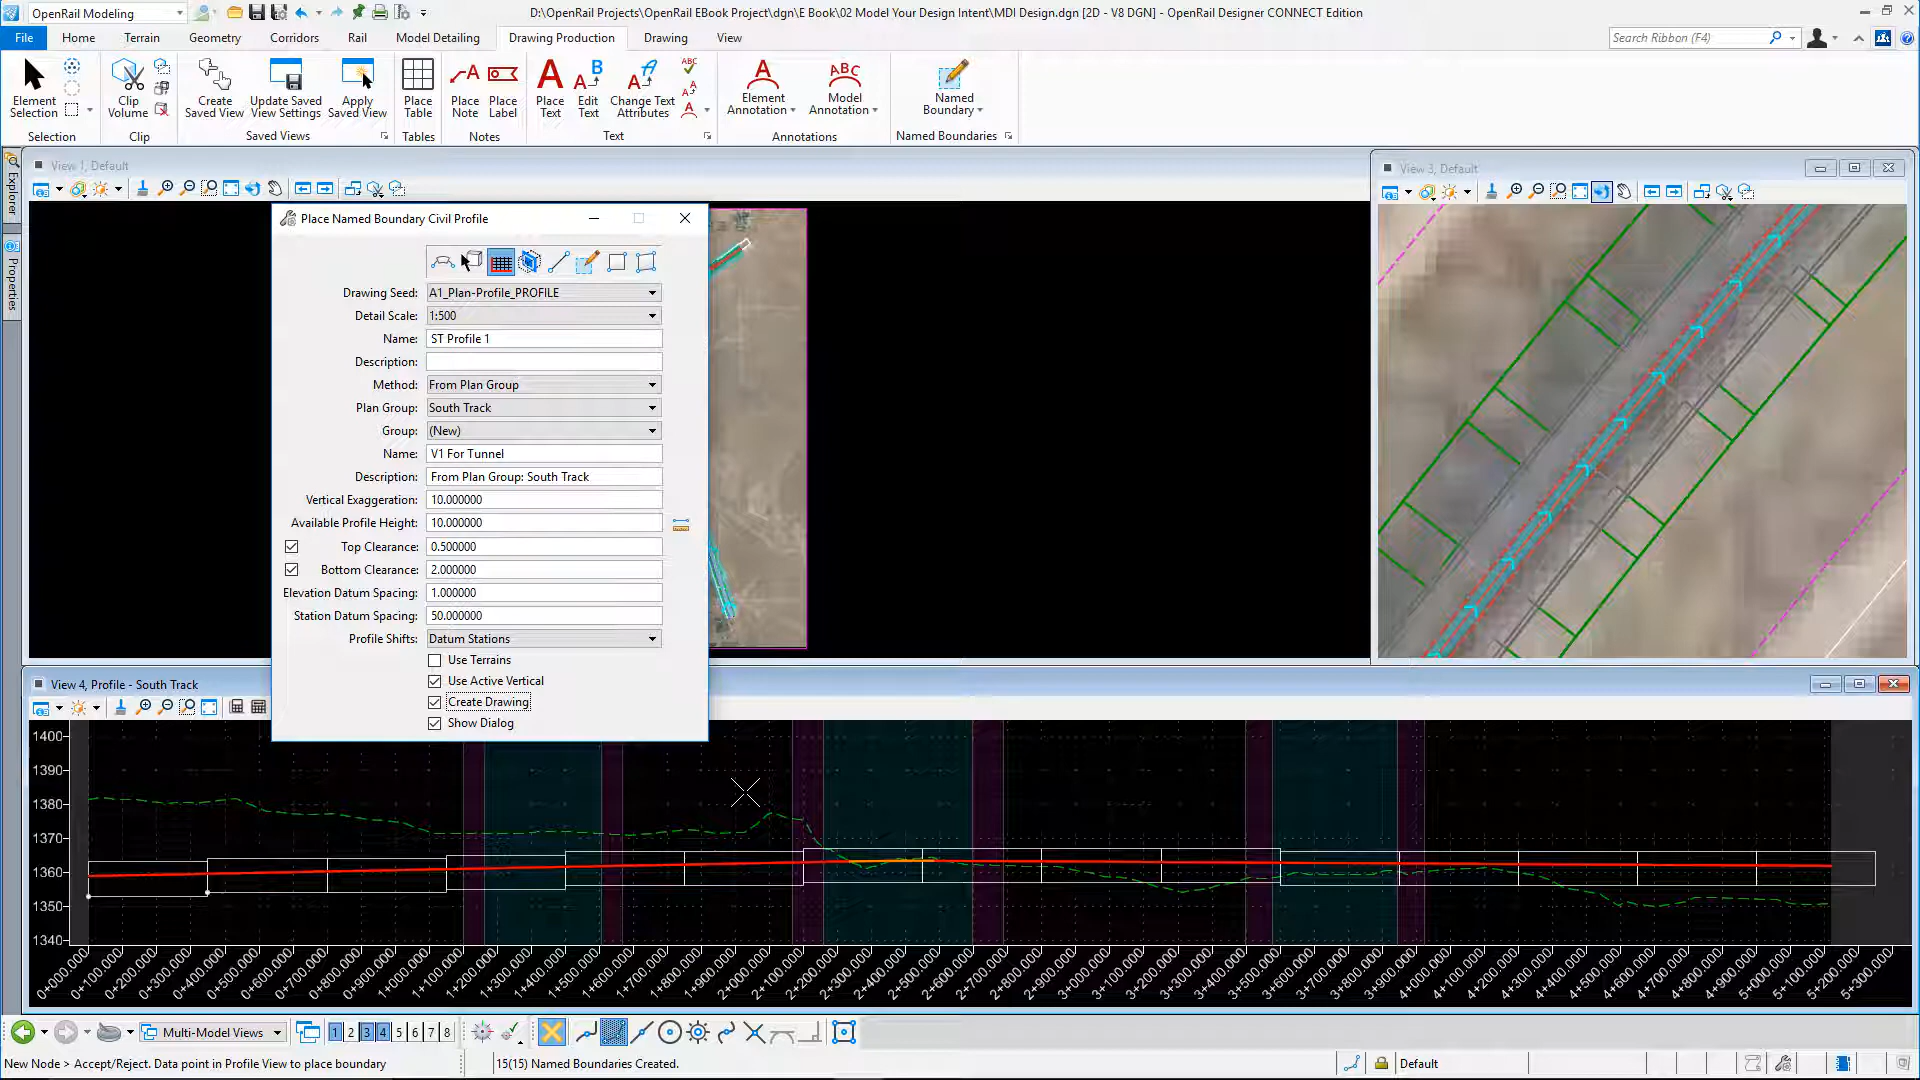 OpenRail Modeling
D:\OpenRail Projects\OpenRail EBook Project\dgn\E Book\02 Model Your Design Intent\MDI Design.dgn [2D - V8 DGN] - OpenRail Designer CONNECT Edition
File Home Terrain Geometry Corridors Rail Model Detailing Drawing Production Drawing View
Search Ribbon (F4)
Element Selection
Clip Volume
Create Saved View
Update Saved View Settings
Apply Saved View
Place Table
Place Note
Place Label
Place Text
Edit Text
Change Text Attributes
Element Annotation
Model Annotation
Named Boundary
Selection Clip Saved Views Tables Notes Text Annotations Named Boundaries
Explorer
Properties
View 1, Default
View 3, Default
Place Named Boundary Civil Profile
Drawing Seed: A1_Plan-Profile_PROFILE
Detail Scale: 1:500
Name: ST Profile 1
Description:
Method: From Plan Group
Plan Group: South Track
Group: (New)
Name: V1 For Tunnel
Description: From Plan Group: South Track
Vertical Exaggeration: 10.000000
Available Profile Height: 10.000000
Top Clearance: 0.500000
Bottom Clearance: 2.000000
Elevation Datum Spacing: 1.000000
Station Datum Spacing: 50.000000
Profile Shifts: Datum Stations
Use Terrains
Use Active Vertical
Create Drawing
Show Dialog
View 4, Profile - South Track
1400
1390
1380
1370
1360
1350
1340
0+000.000 0+100.000 0+200.000 0+300.000 0+400.000 0+500.000 0+600.000 0+700.000 0+800.000 0+900.000 1+000.000 1+100.000 1+200.000 1+300.000 1+400.000 1+500.000 1+600.000 1+700.000 1+800.000 1+900.000 2+000.000 2+100.000 2+200.000 2+300.000 2+400.000 2+500.000 2+600.000 2+700.000 2+800.000 2+900.000 3+000.000 3+100.000 3+200.000 3+300.000 3+400.000 3+500.000 3+600.000 3+700.000 3+800.000 3+900.000 4+000.000 4+100.000 4+200.000 4+300.000 4+400.000 4+500.000 4+600.000 4+700.000 4+800.000 4+900.000 5+000.000 5+100.000 5+200.000 5+300.000
Multi-Model Views 1 2 3 4 5 6 7 8
New Node > Accept/Reject. Data point in Profile View to place boundary
15(15) Named Boundaries Created.
Default